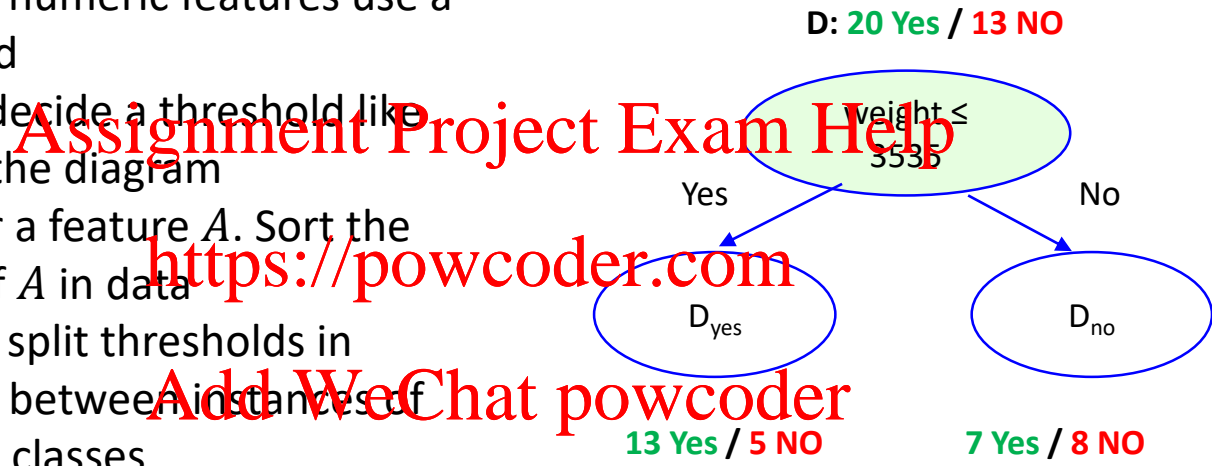 numeric features use a
d
decide a threshold like
the diagram
r a feature A. Sort the
f A in data
split thresholds in
between instances of
classes
Assignment Project Exam Help
https://powcoder.com
Add WeChat powcoder
D: 20 Yes / 13 NO
weight ≤
3535
Yes
No
Dyes
Dno
13 Yes / 5 NO
7 Yes / 8 NO